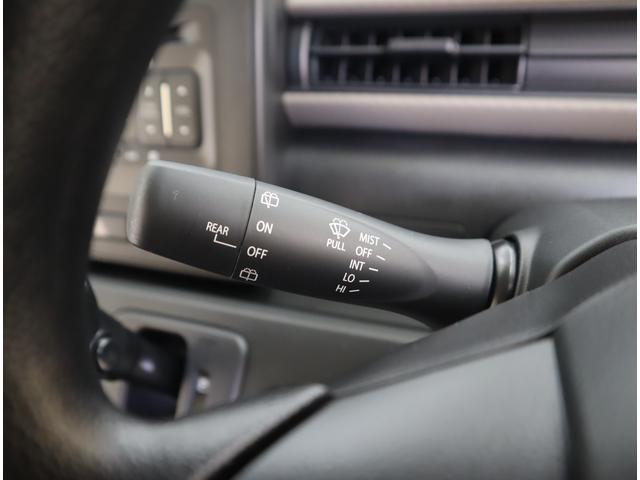 REAR
ON
OFF
PULL
MIST
OFF
INT
LO
HI